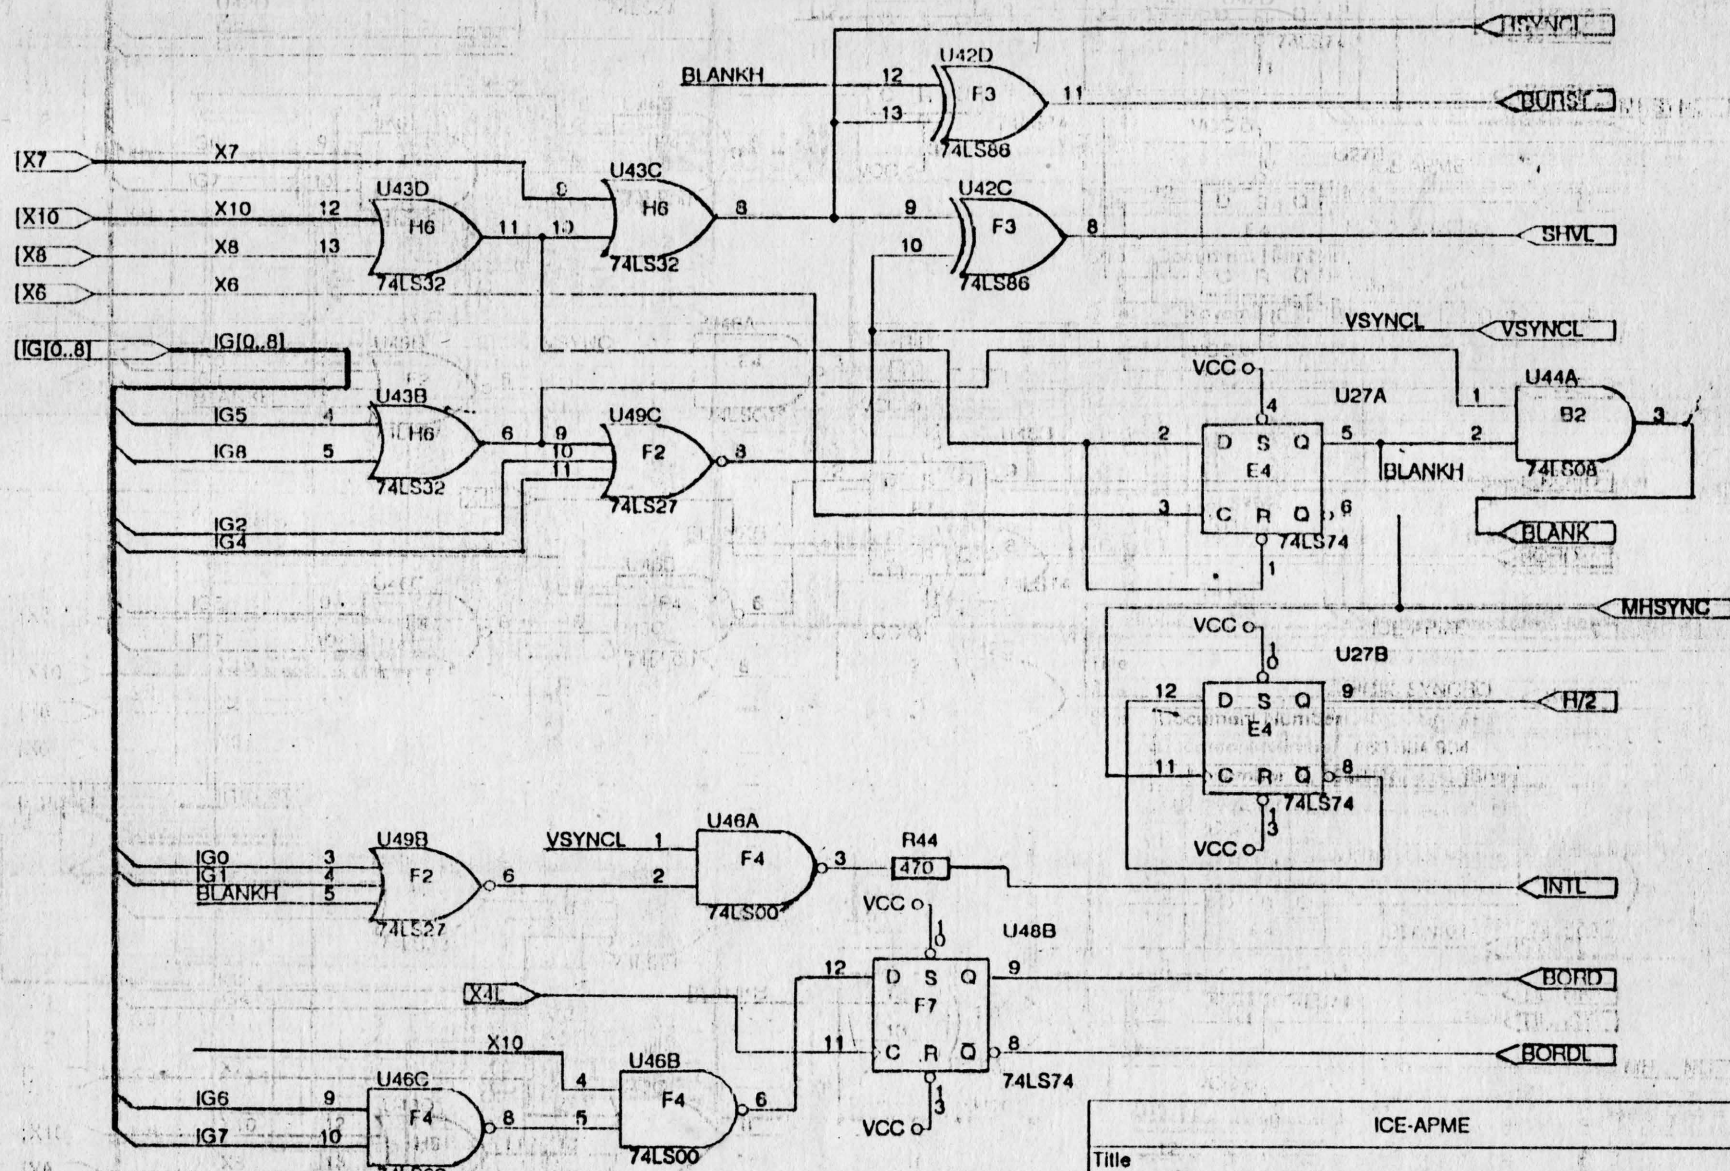 HSYNCL
U42D
BLANKH 12 F3 11 BURST
13
74LS86
X7 X7
U43C
U43D 9 U42C
X10 X10 12 H6 11 10 H6 8 9 F3 8 SHVL
X8 X8 13 10
74LS32 74LS32 74LS86
X6 X6
VSYNCL VSYNCL
IG[0..8] IG[0..8]
VCC U27A U44A
U43B 4 1 B2 3
IG5 4 H6 U49C
IG8 5 6 9 F2 8 2 D S Q 5 2
10 E4 BLANKH 74LS08
11
74LS32 74LS27 3 C R Q 6
IG2
IG4 74LS74 BLANK
1
MHSYNC
VCC 10 U27B
12 D S Q 9 H/2
E4
11 C R Q 8
74LS74
13
VCC
U46A
U49B VSYNCL 1 F4 3 R44
IG0 3 F2 6 2 470
IG1 4
BLANKH 5 INTL
74LS27 74LS00
VCC 10 U48B
12 D S Q 9 BORD
X4L F7
X10 11 C R Q 8 BORDL
74LS74
13
VCC
U46C U46B
4 F4 6
IG6 9 F4 8 5
IG7 10
74LS00
ICE-APME
Title